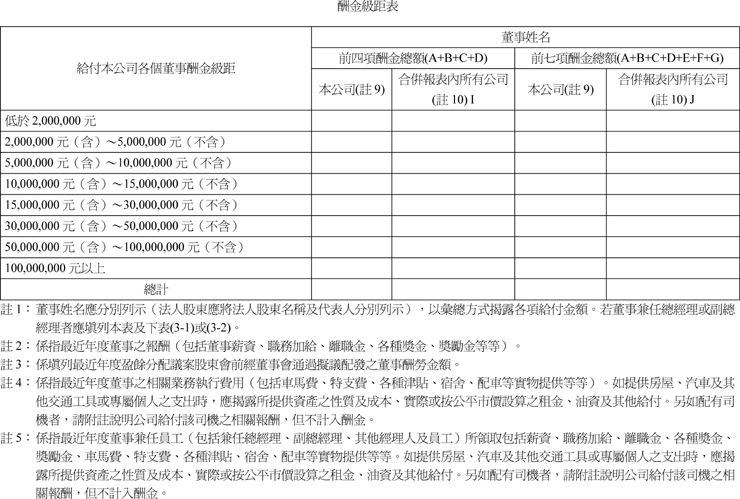 酬金級距表
給付本公司各個董事酬金級距
董事姓名
前四項酬金總額(A+B+C+D)
前七項酬金總額(A+B+C+D+E+F+G)
本公司(註 9)
合併報表內所有公司
(註 10) I
本公司(註 9)
合併報表內所有公司
(註 10) J
低於 2,000,000 元
2,000,000 元（含）～5,000,000 元（不含）
5,000,000 元（含）～10,000,000 元（不含）
10,000,000 元（含）～15,000,000 元（不含）
15,000,000 元（含）～30,000,000 元（不含）
30,000,000 元（含）～50,000,000 元（不含）
50,000,000 元（含）～100,000,000 元（不含）
100,000,000 元以上
總計
註 1：董事姓名應分別列示（法人股東應將法人股東名稱及代表人分別列示），以彙總方式揭露各項給付金額。若董事兼任總經理或副總
經理者應填列本表及下表(3-1)或(3-2)。
註 2：係指最近年度董事之報酬（包括董事薪資、職務加給、離職金、各種獎金、獎勵金等等）。
註 3：係填列最近年度盈餘分配議案股東會前經董事會通過擬議配發之董事酬勞金額。
註 4：係指最近年度董事之相關業務執行費用（包括車馬費、特支費、各種津貼、宿舍、配車等實物提供等等）。如提供房屋、汽車及其
他交通工具或專屬個人之支出時，應揭露所提供資產之性質及成本、實際或按公平市價設算之租金、油資及其他給付。另如配有司
機者，請附註說明公司給付該司機之相關報酬，但不計入酬金。
註 5：係指最近年度董事兼任員工（包括兼任總經理、副總經理、其他經理人及員工）所領取包括薪資、職務加給、離職金、各種獎金、
獎勵金、車馬費、特支費、各種津貼、宿舍、配車等實物提供等等。如提供房屋、汽車及其他交通工具或專屬個人之支出時，應揭
露所提供資產之性質及成本、實際或按公平市價設算之租金、油資及其他給付。另如配有司機者，請附註說明公司給付該司機之相
關報酬，但不計入酬金。